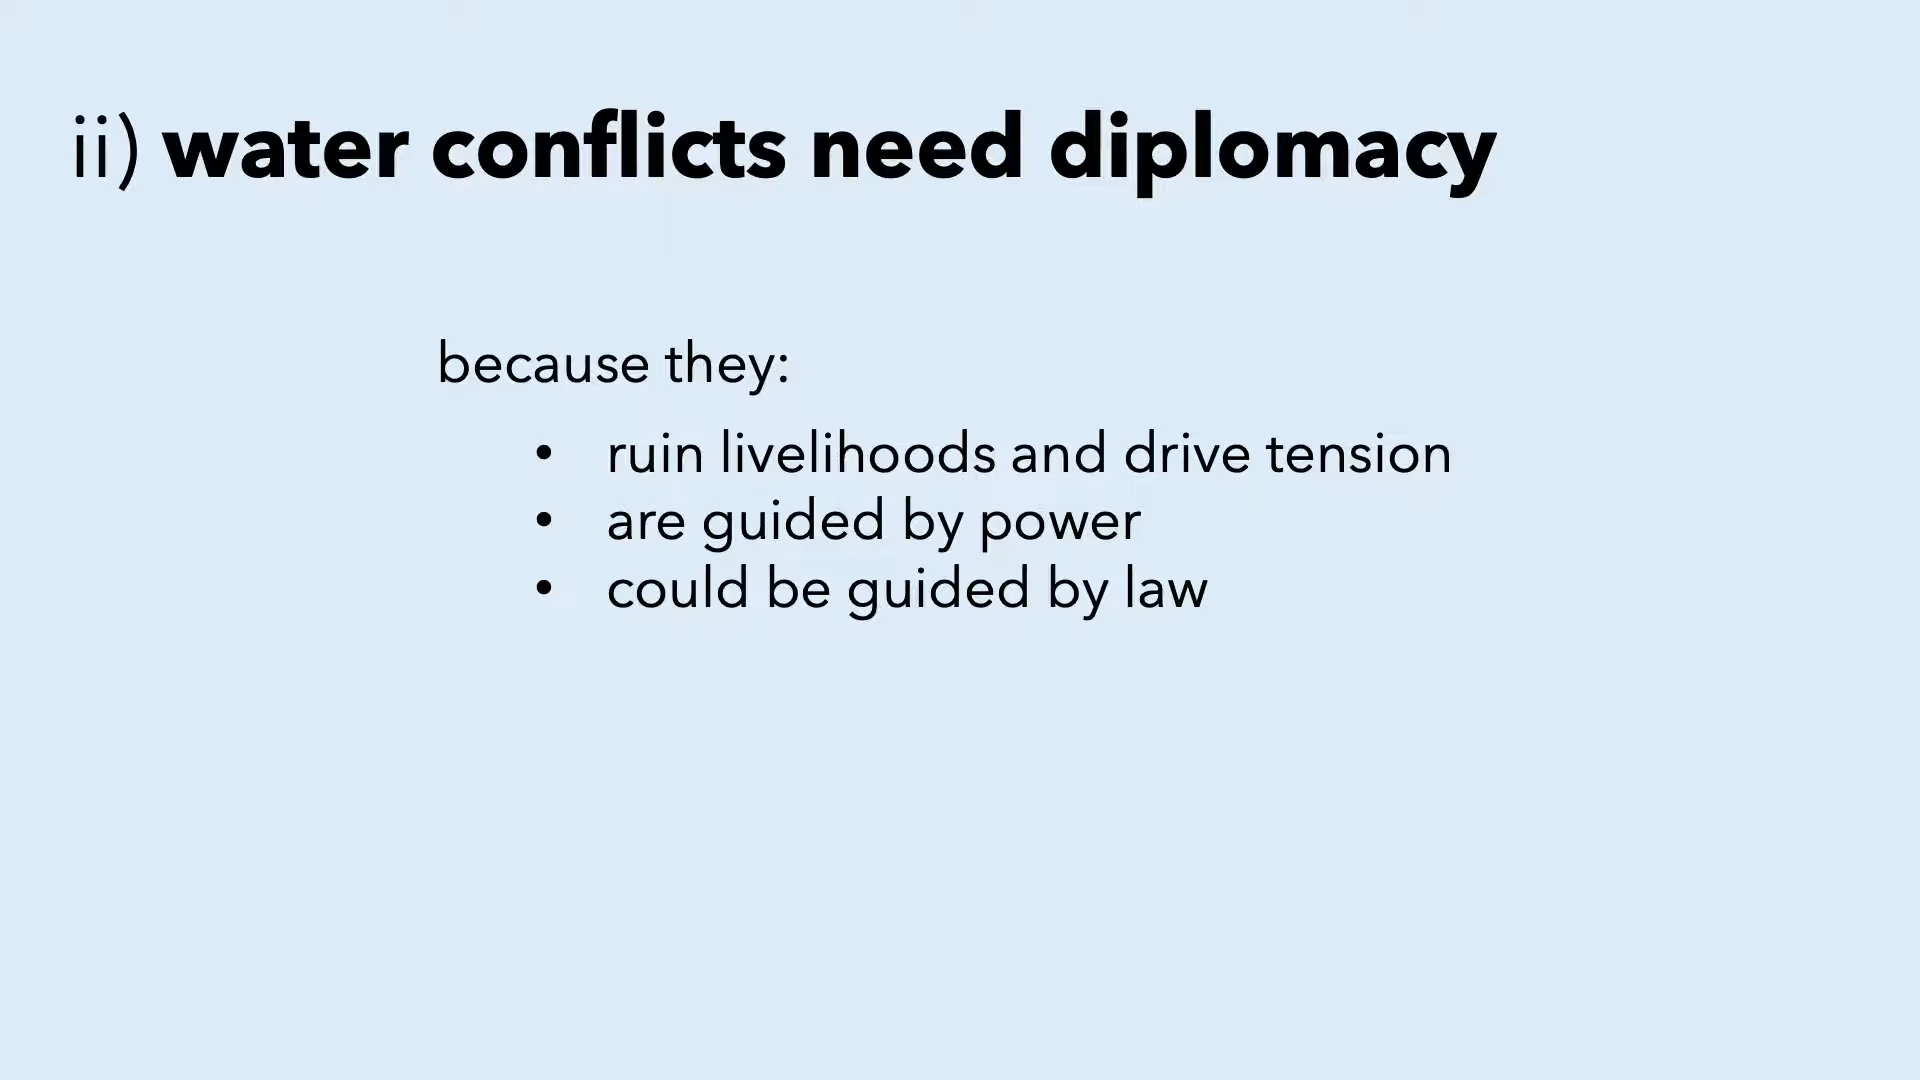 ii) water conflicts need diplomacy
because they:
• ruin livelihoods and drive tension
• are guided by power
• could be guided by law